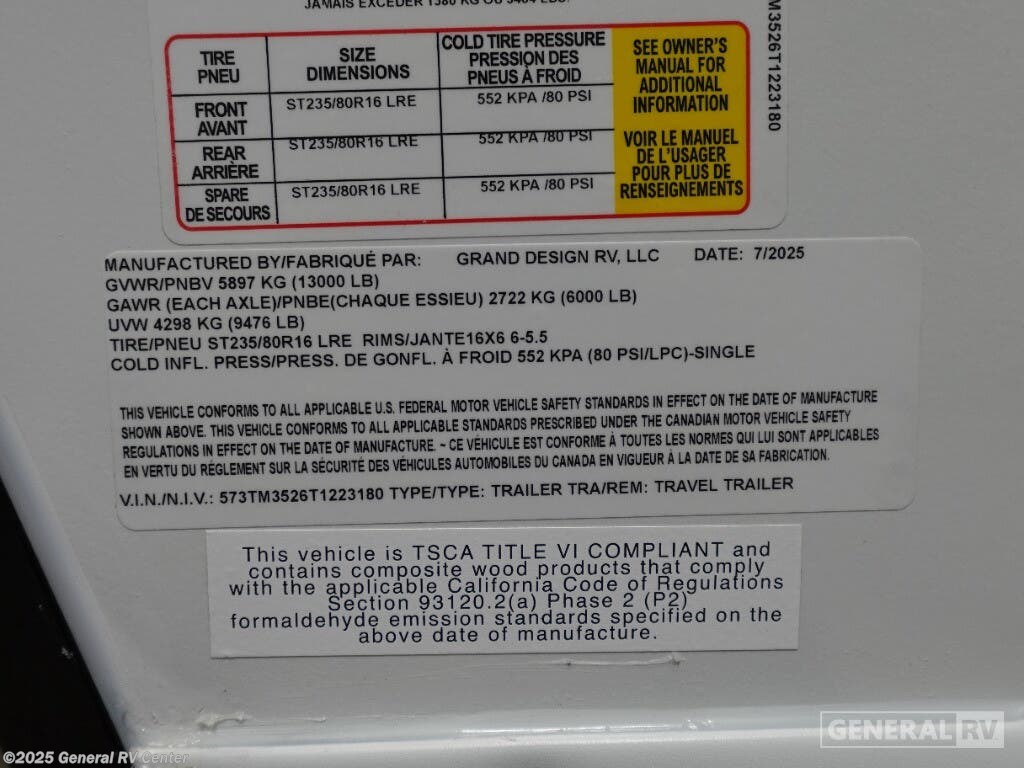 JAMAIS EXCÉDER 1580 KG OU 3484 LBS.
TIRE
PNEU
SIZE
DIMENSIONS
COLD TIRE PRESSURE
PRESSION DES
PNEUS À FROID
FRONT
AVANT
ST235/80R16 LRE
552 KPA /80 PSI
REAR
ARRIÈRE
ST235/80R16 LRE
552 KPA /80 PSI
SPARE
DE SECOURS
ST235/80R16 LRE
552 KPA /80 PSI
SEE OWNER'S
MANUAL FOR
ADDITIONAL
INFORMATION
VOIR LE MANUEL
DE L'USAGER
POUR PLUS DE
RENSEIGNEMENTS
M3526T1223180
MANUFACTURED BY/FABRIQUÉ PAR: GRAND DESIGN RV, LLC DATE: 7/2025
GVWR/PNBV 5897 KG (13000 LB)
GAWR (EACH AXLE)/PNBE(CHAQUE ESSIEU) 2722 KG (6000 LB)
UVW 4298 KG (9476 LB)
TIRE/PNEU ST235/80R16 LRE RIMS/JANTE16X6 6-5.5
COLD INFL. PRESS/PRESS. DE GONFL. À FROID 552 KPA (80 PSI/LPC)-SINGLE
THIS VEHICLE CONFORMS TO ALL APPLICABLE U.S. FEDERAL MOTOR VEHICLE SAFETY STANDARDS IN EFFECT ON THE DATE OF MANUFACTURE
SHOWN ABOVE. THIS VEHICLE CONFORMS TO ALL APPLICABLE STANDARDS PRESCRIBED UNDER THE CANADIAN MOTOR VEHICLE SAFETY
REGULATIONS IN EFFECT ON THE DATE OF MANUFACTURE. ~ CE VÉHICULE EST CONFORME À TOUTES LES NORMES QUI LUI SONT APPLICABLES
EN VERTU DU RÉGLEMENT SUR LA SÉCURITÉ DES VÉHICULES AUTOMOBILES DU CANADA EN VIGUEUR À LA DATE DE SA FABRICATION.
V.I.N./N.I.V.: 573TM3526T1223180 TYPE/TYPE: TRAILER TRA/REM: TRAVEL TRAILER
This vehicle is TSCA TITLE VI COMPLIANT and
contains composite wood products that comply
with the applicable California Code of Regulations
Section 93120.2(a) Phase 2 (P2)
formaldehyde emission standards specified on the
above date of manufacture.
GENERAL RV
©2025 General RV Center